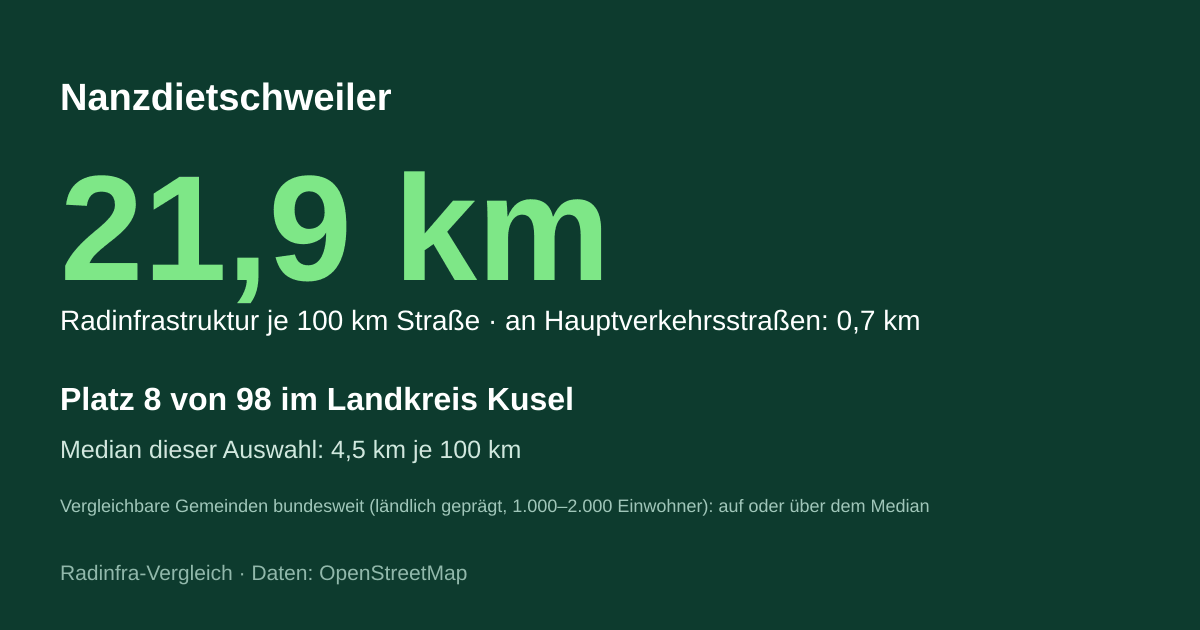 Nanzdietschweiler
21,9 km
Radinfrastruktur je 100 km Straße · an Hauptverkehrsstraßen: 0,7 km
Platz 8 von 98 im Landkreis Kusel
Median dieser Auswahl: 4,5 km je 100 km
Vergleichbare Gemeinden bundesweit (ländlich geprägt, 1.000–2.000 Einwohner): auf oder über dem Median
Radinfra-Vergleich · Daten: OpenStreetMap